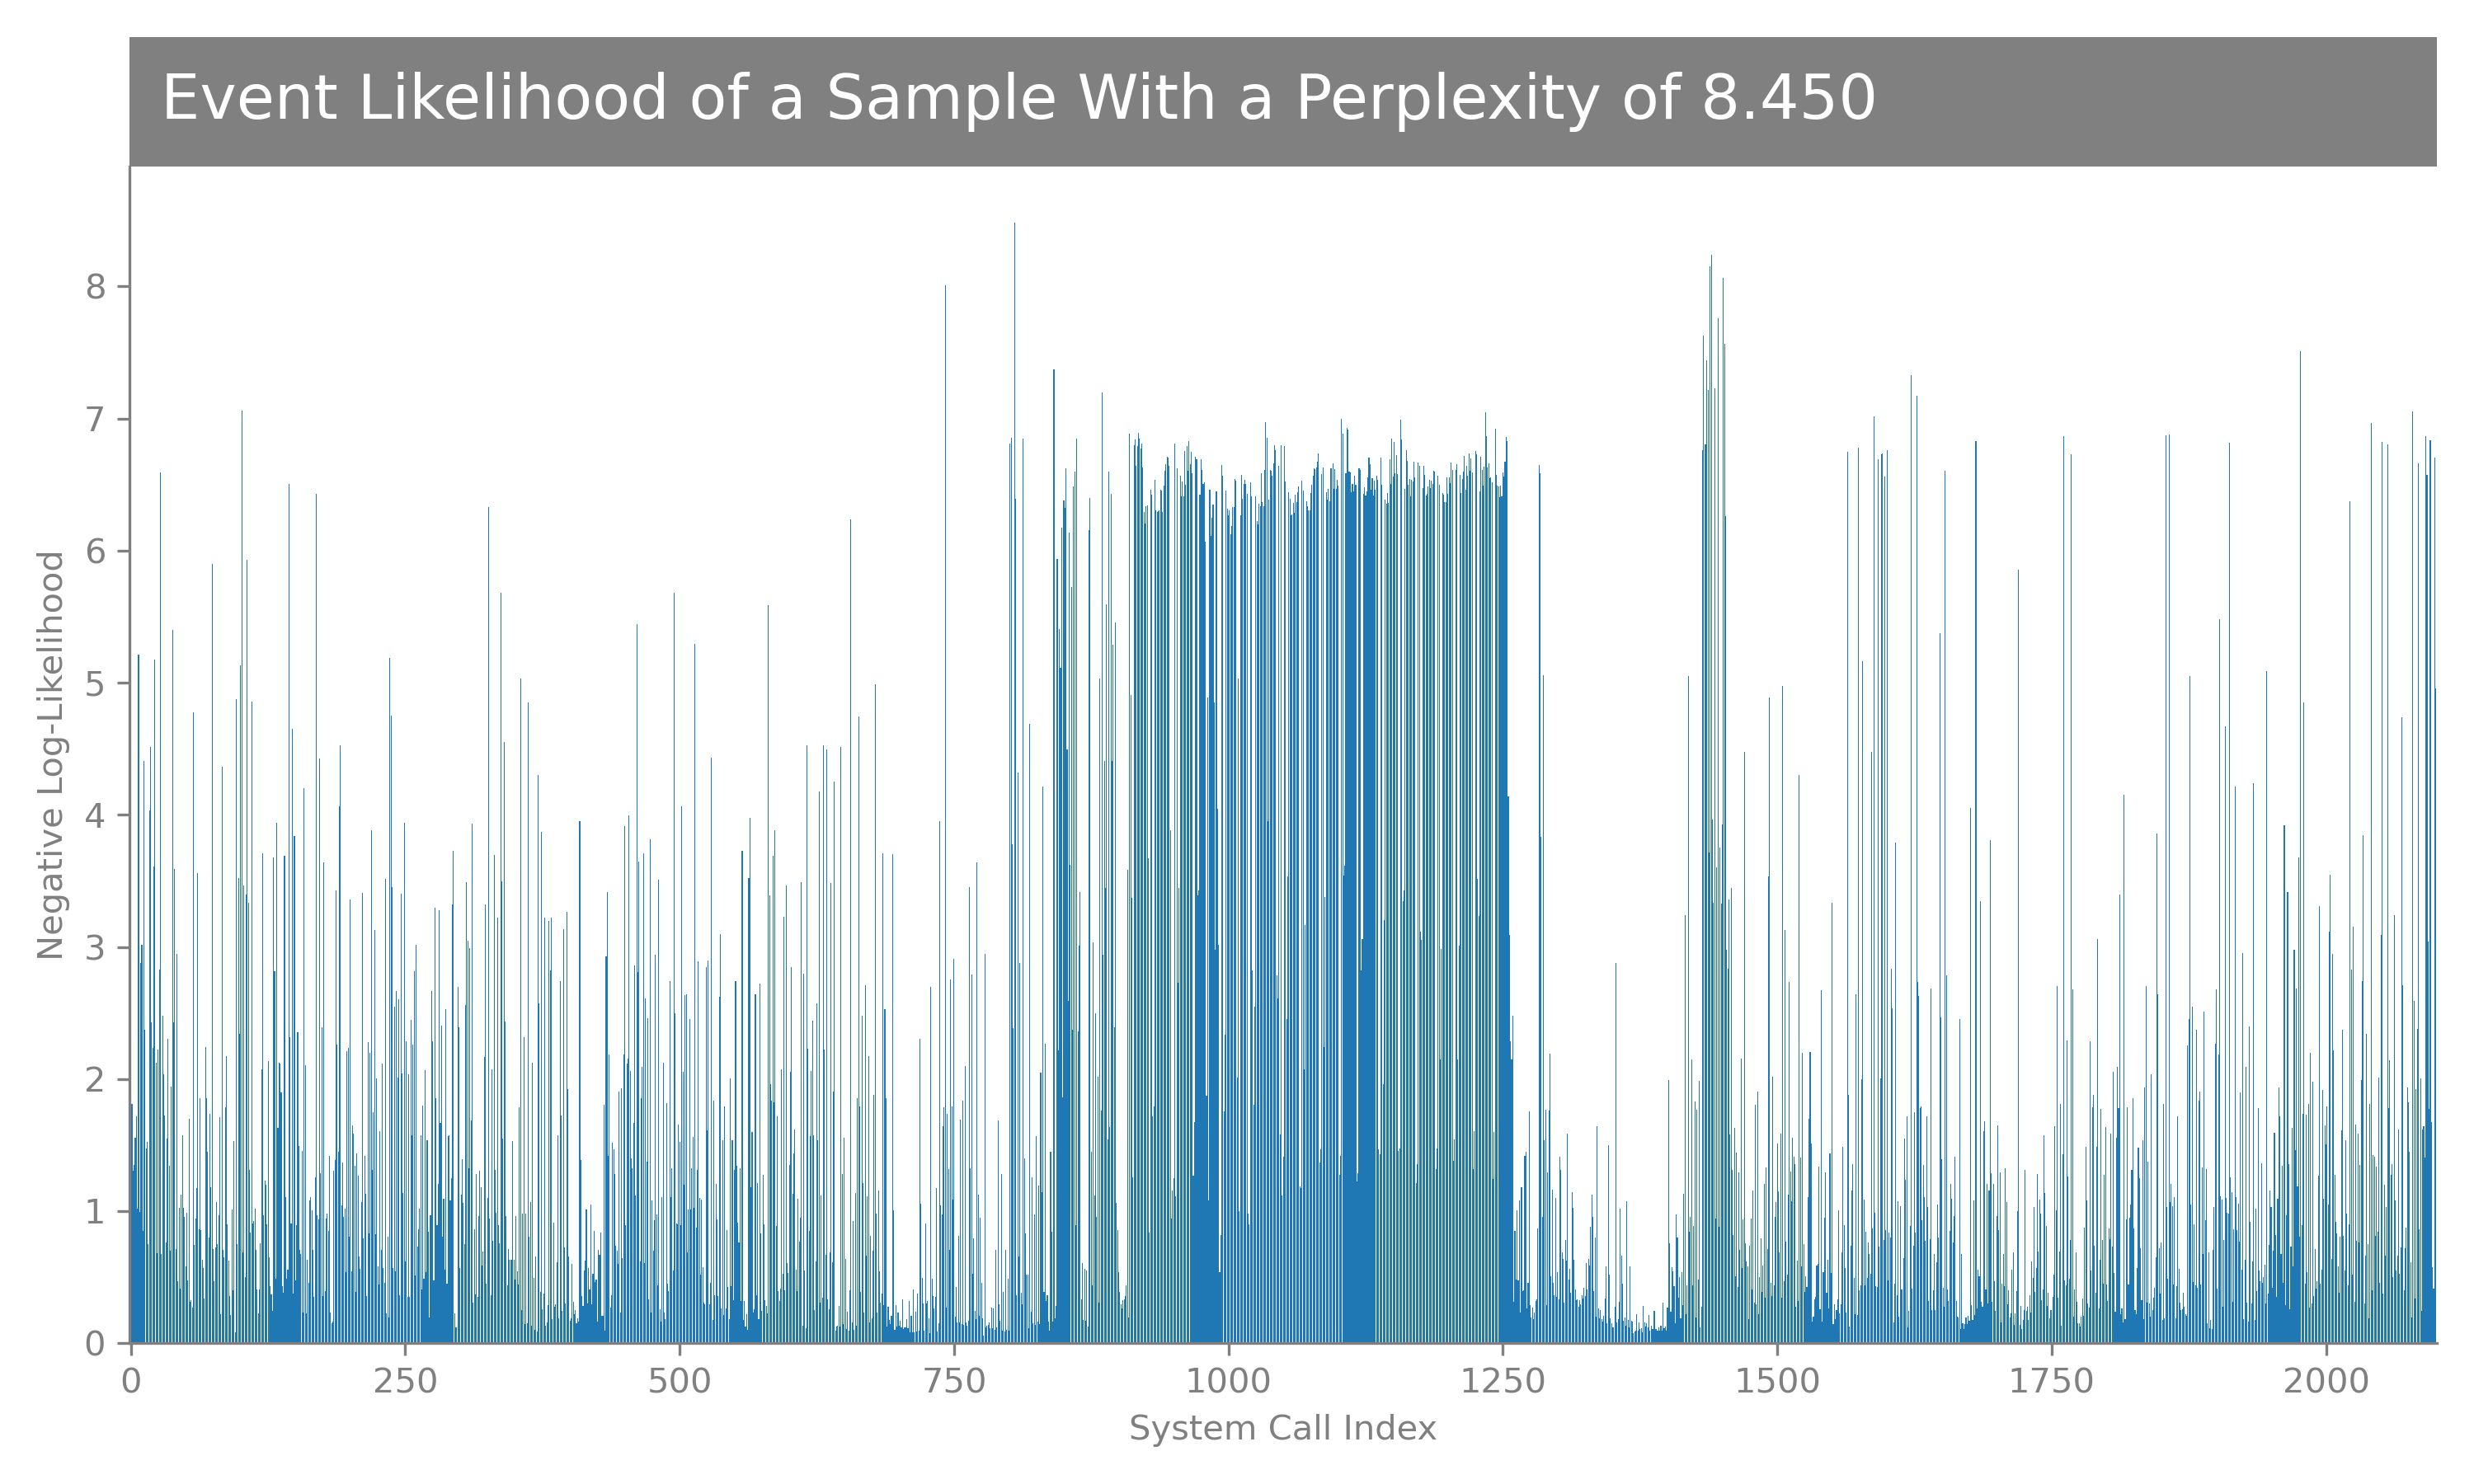 Event Likelihood of a Sample With a Perplexity of 8.450
8
7
6
5
4
3
2
1
0
Negative Log-Likelihood
0 250 500 750 1000 1250 1500 1750 2000
System Call Index